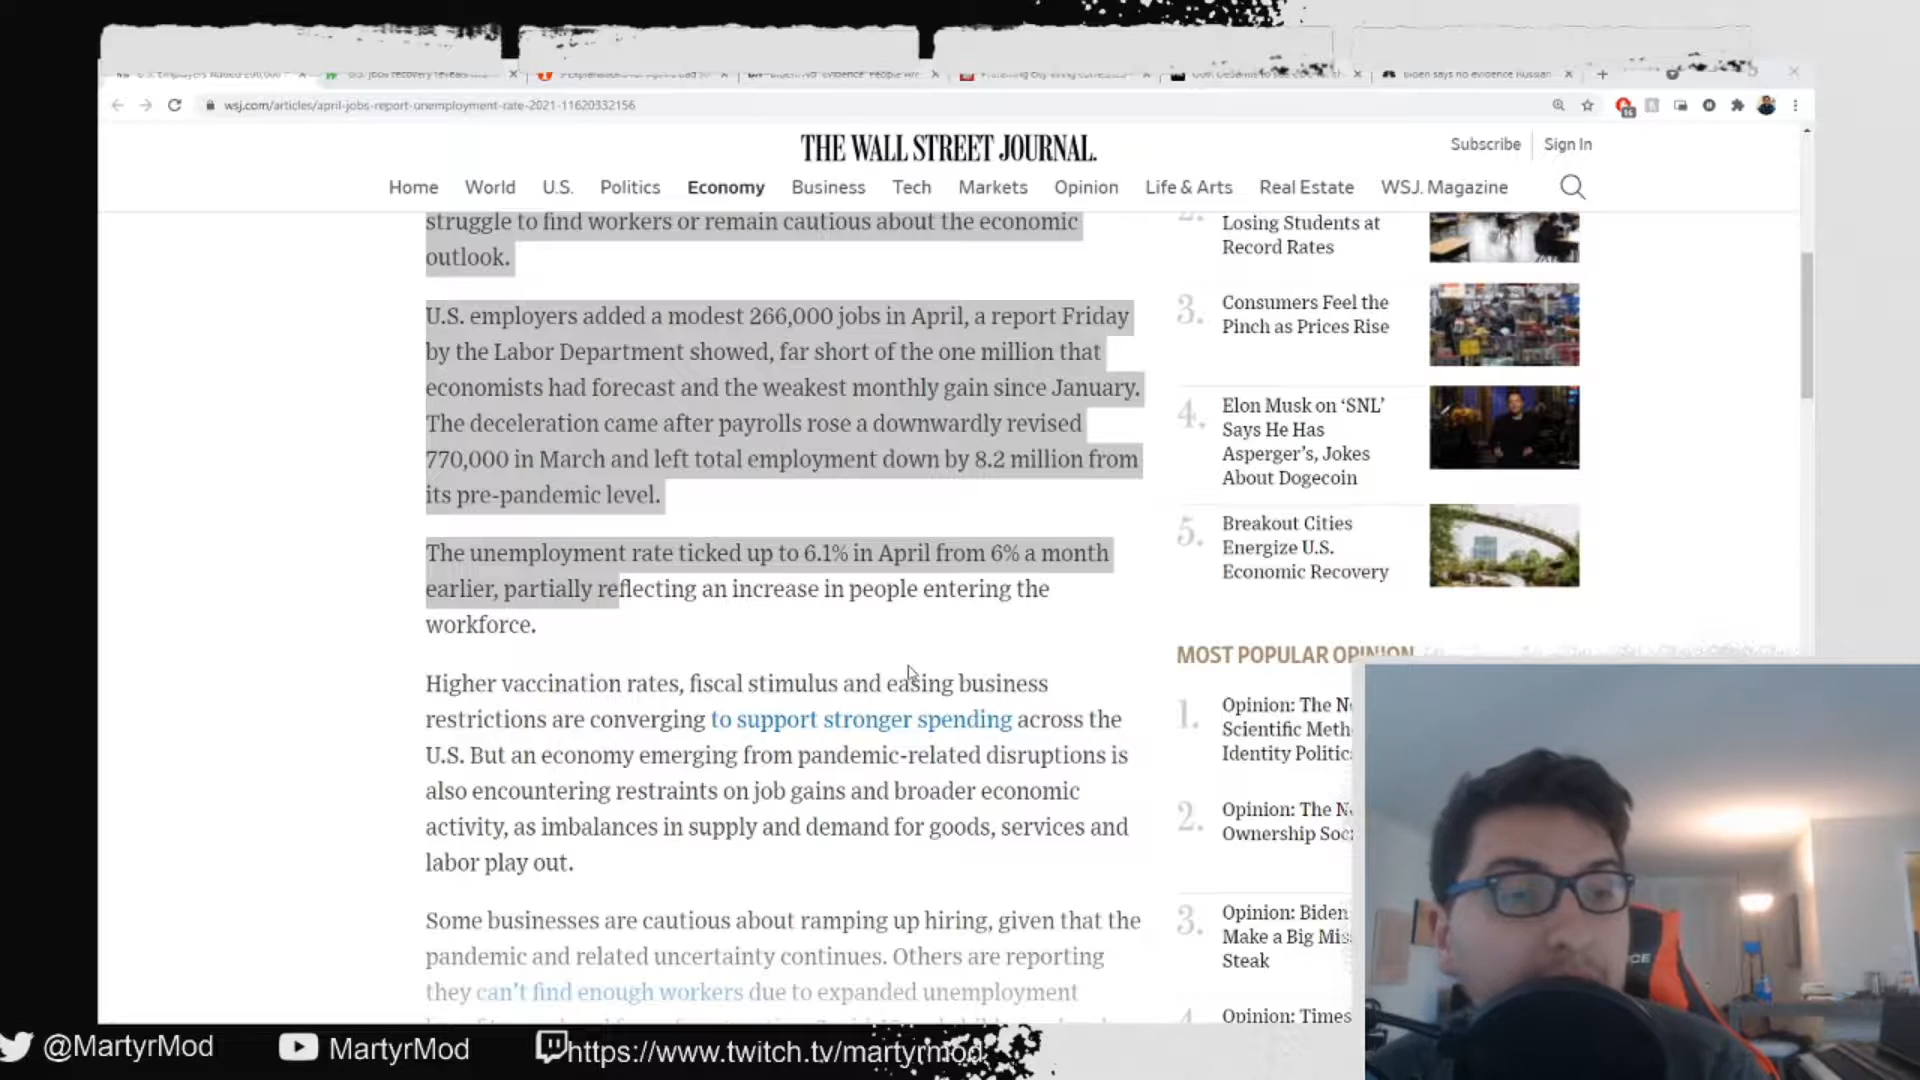 wsj.com/articles/april-jobs-report-unemployment-rate-2021-11620332156
THE WALL STREET JOURNAL.
Subscribe
Sign In
Home World U.S. Politics Economy Business Tech Markets Opinion Life & Arts Real Estate WSJ. Magazine
struggle to find workers or remain cautious about the economic
outlook.
U.S. employers added a modest 266,000 jobs in April, a report Friday
by the Labor Department showed, far short of the one million that
economists had forecast and the weakest monthly gain since January.
The deceleration came after payrolls rose a downwardly revised
770,000 in March and left total employment down by 8.2 million from
its pre-pandemic level.
The unemployment rate ticked up to 6.1% in April from 6% a month
earlier, partially reflecting an increase in people entering the
workforce.
Higher vaccination rates, fiscal stimulus and easing business
restrictions are converging to support stronger spending across the
U.S. But an economy emerging from pandemic-related disruptions is
also encountering restraints on job gains and broader economic
activity, as imbalances in supply and demand for goods, services and
labor play out.
Some businesses are cautious about ramping up hiring, given that the
pandemic and related uncertainty continues. Others are reporting
they can't find enough workers due to expanded unemployment
2.
Losing Students at
Record Rates
3.
Consumers Feel the
Pinch as Prices Rise
4.
Elon Musk on ‘SNL’
Says He Has
Asperger’s, Jokes
About Dogecoin
5.
Breakout Cities
Energize U.S.
Economic Recovery
MOST POPULAR OPINION
1.
Opinion: The
Scientific
Identity
2.
Opinion: The
Ownership
3.
Opinion: Biden
Make a Big
Steak
4.
Opinion: Times
@MartyrMod
MartyrMod
https://www.twitch.tv/martyrmod